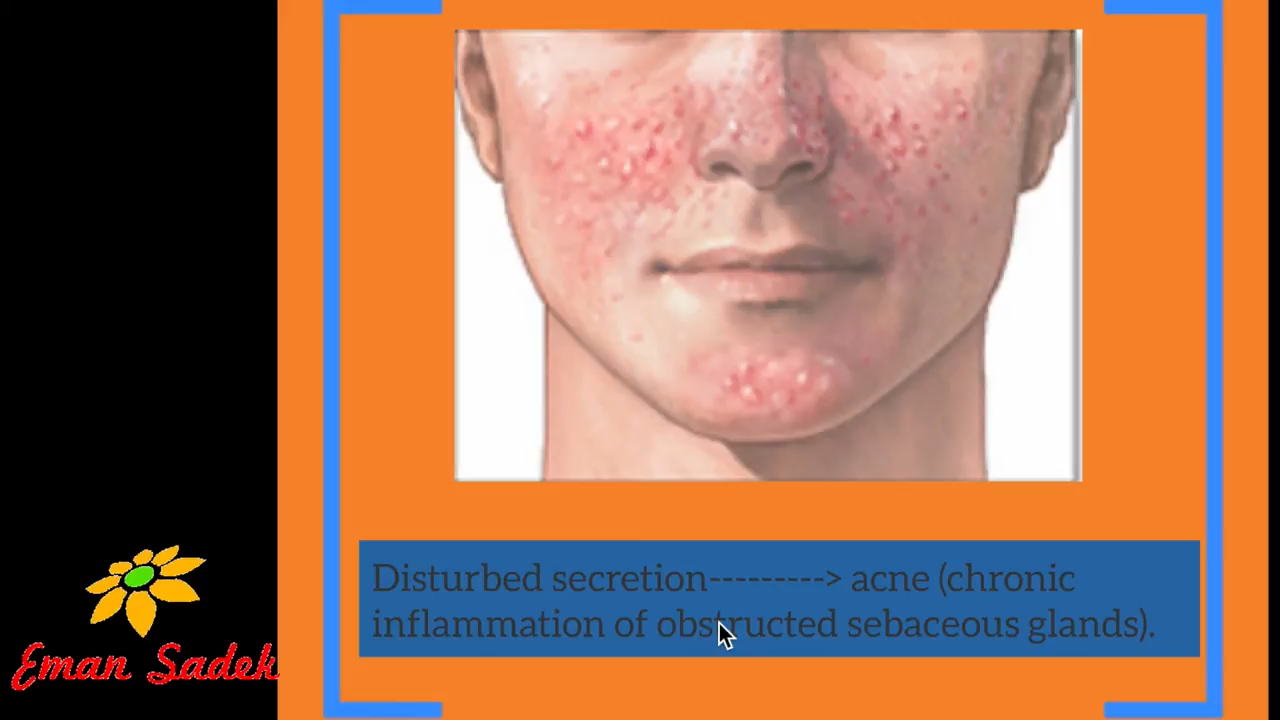 Disturbed secretion---------> acne (chronic
inflammation of obstructed sebaceous glands).
Eman Sadek